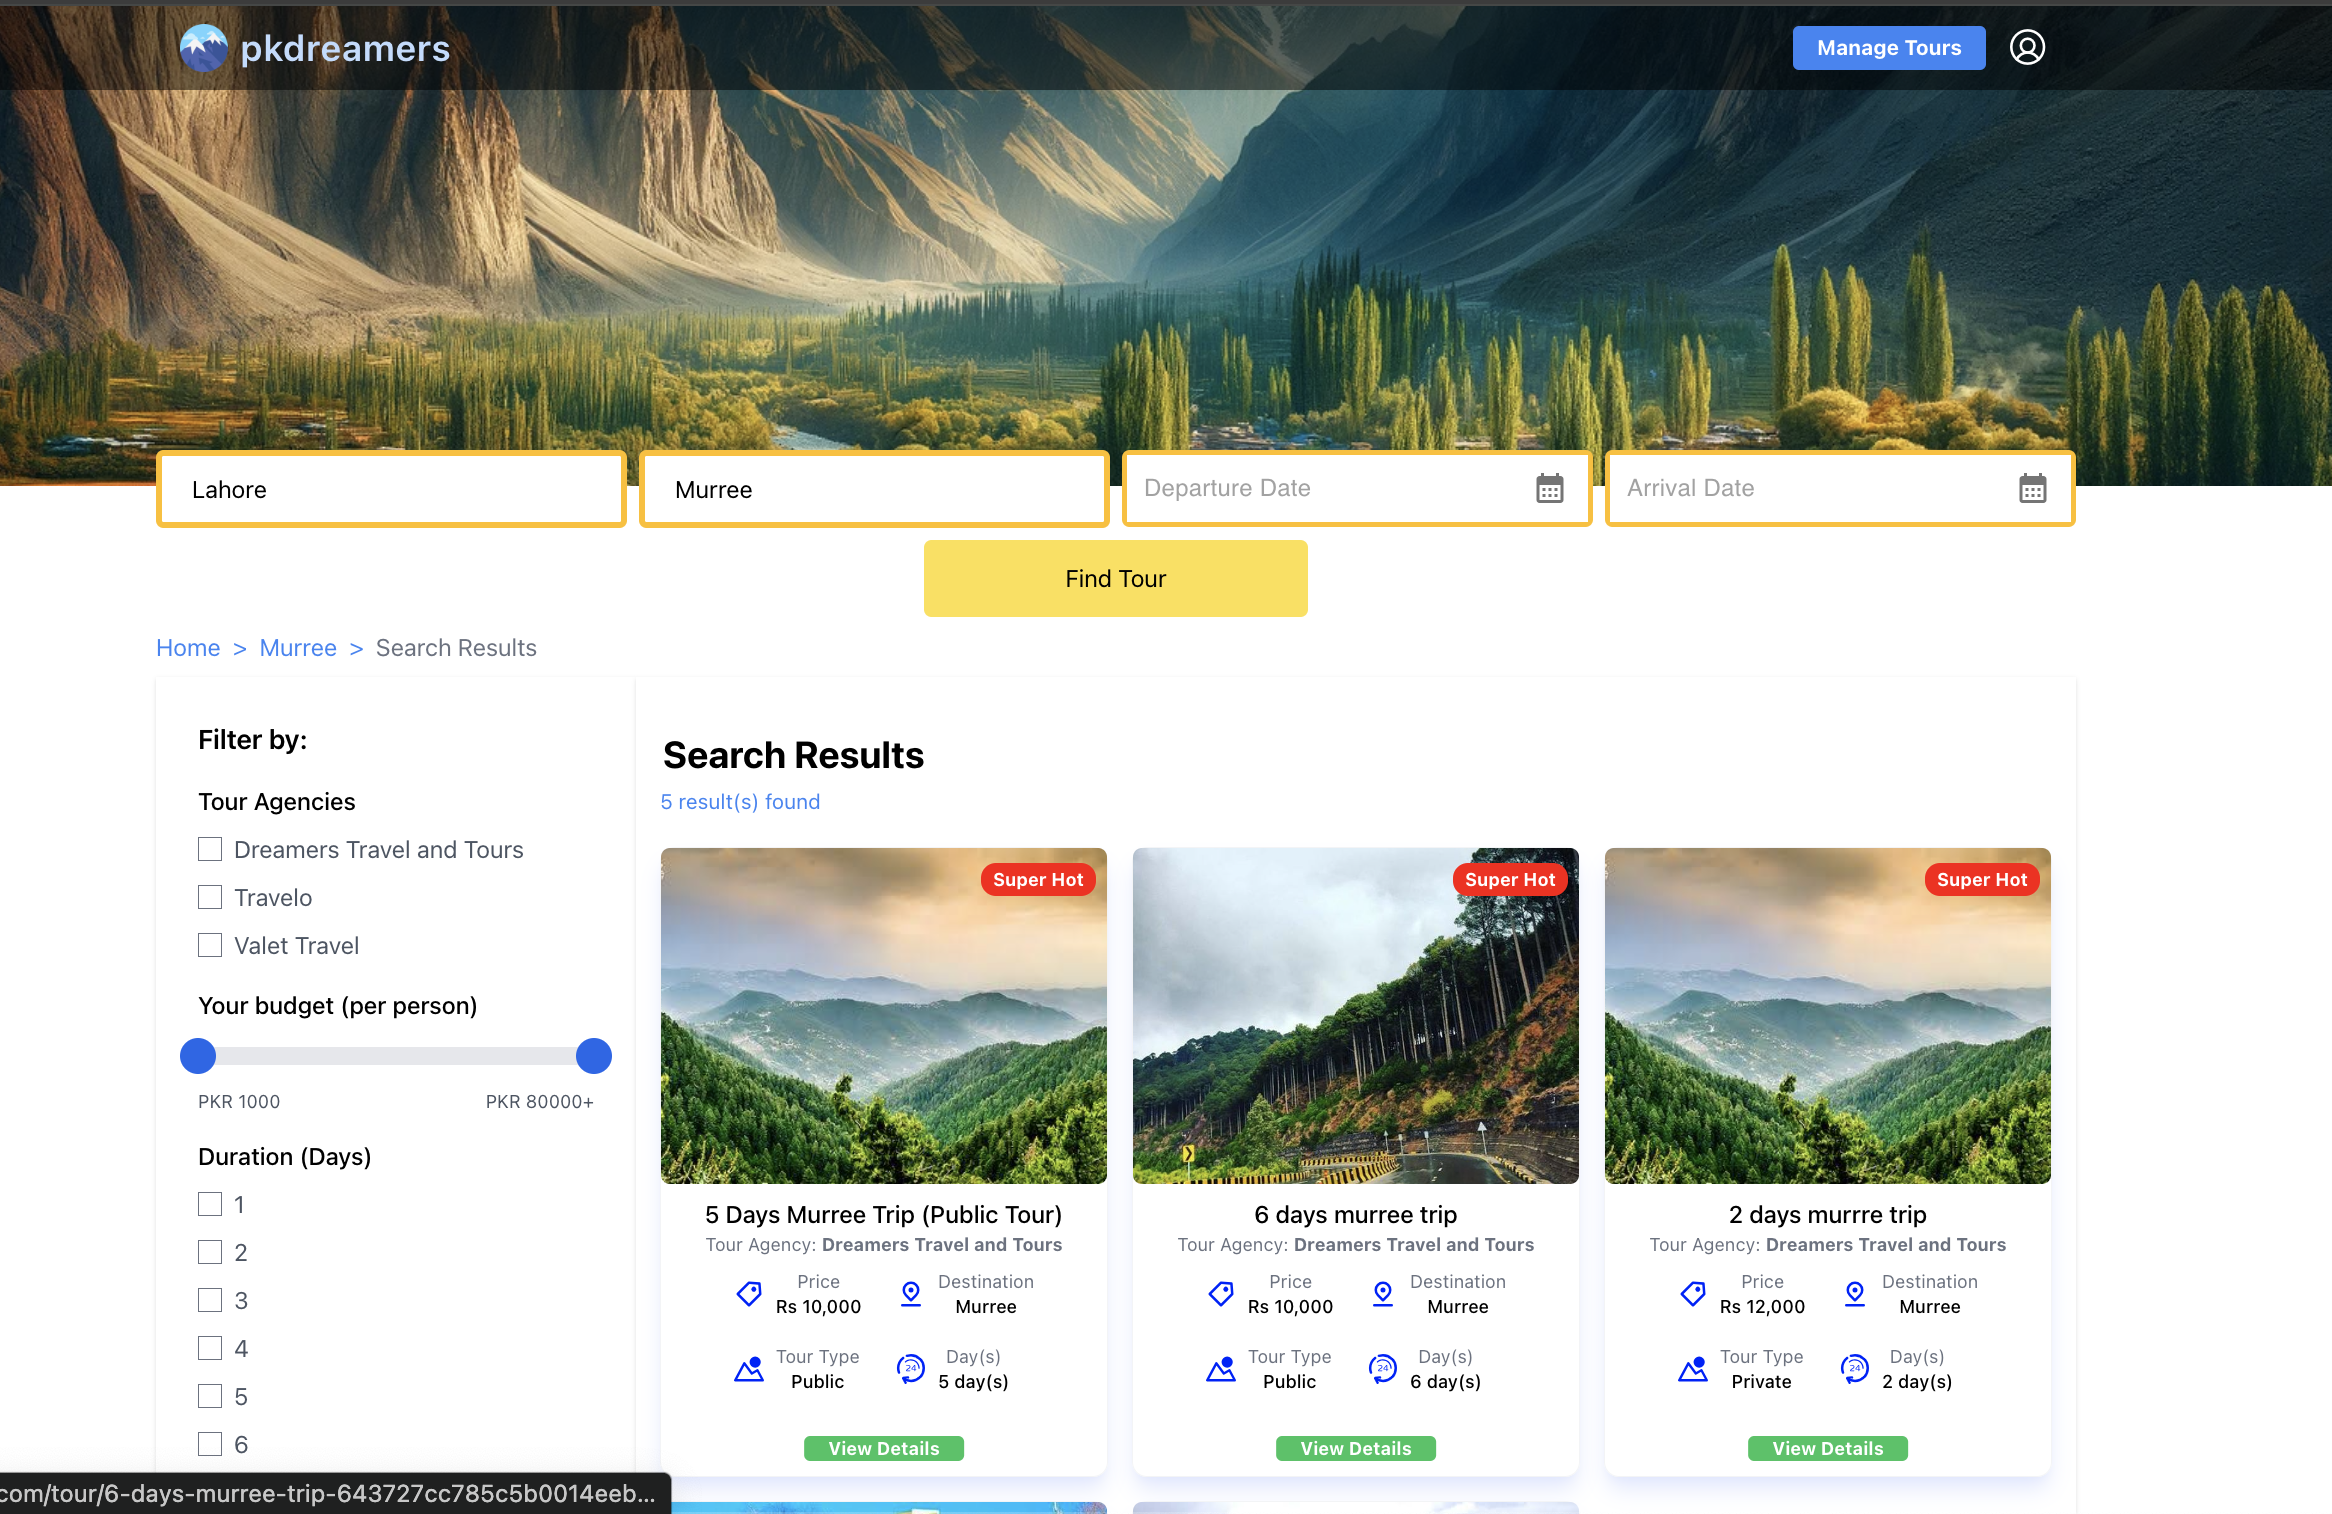 pkdreamers
Manage Tours
Lahore
Murree
Departure Date
Arrival Date
Find Tour
Home > Murree > Search Results
Filter by:
Tour Agencies
Dreamers Travel and Tours
Travelo
Valet Travel
Your budget (per person)
PKR 1000
PKR 80000+
Duration (Days)
1
2
3
4
5
6
Search Results
5 result(s) found
Super Hot
5 Days Murree Trip (Public Tour)
Tour Agency: Dreamers Travel and Tours
Price
Rs 10,000
Destination
Murree
Tour Type
Public
24
Day(s)
5 day(s)
View Details
Super Hot
6 days murree trip
Tour Agency: Dreamers Travel and Tours
Price
Rs 10,000
Destination
Murree
Tour Type
Public
24
Day(s)
6 day(s)
View Details
Super Hot
2 days murrre trip
Tour Agency: Dreamers Travel and Tours
Price
Rs 12,000
Destination
Murree
Tour Type
Private
24
Day(s)
2 day(s)
View Details
com/tour/6-days-murree-trip-643727cc785c5b0014eeb...